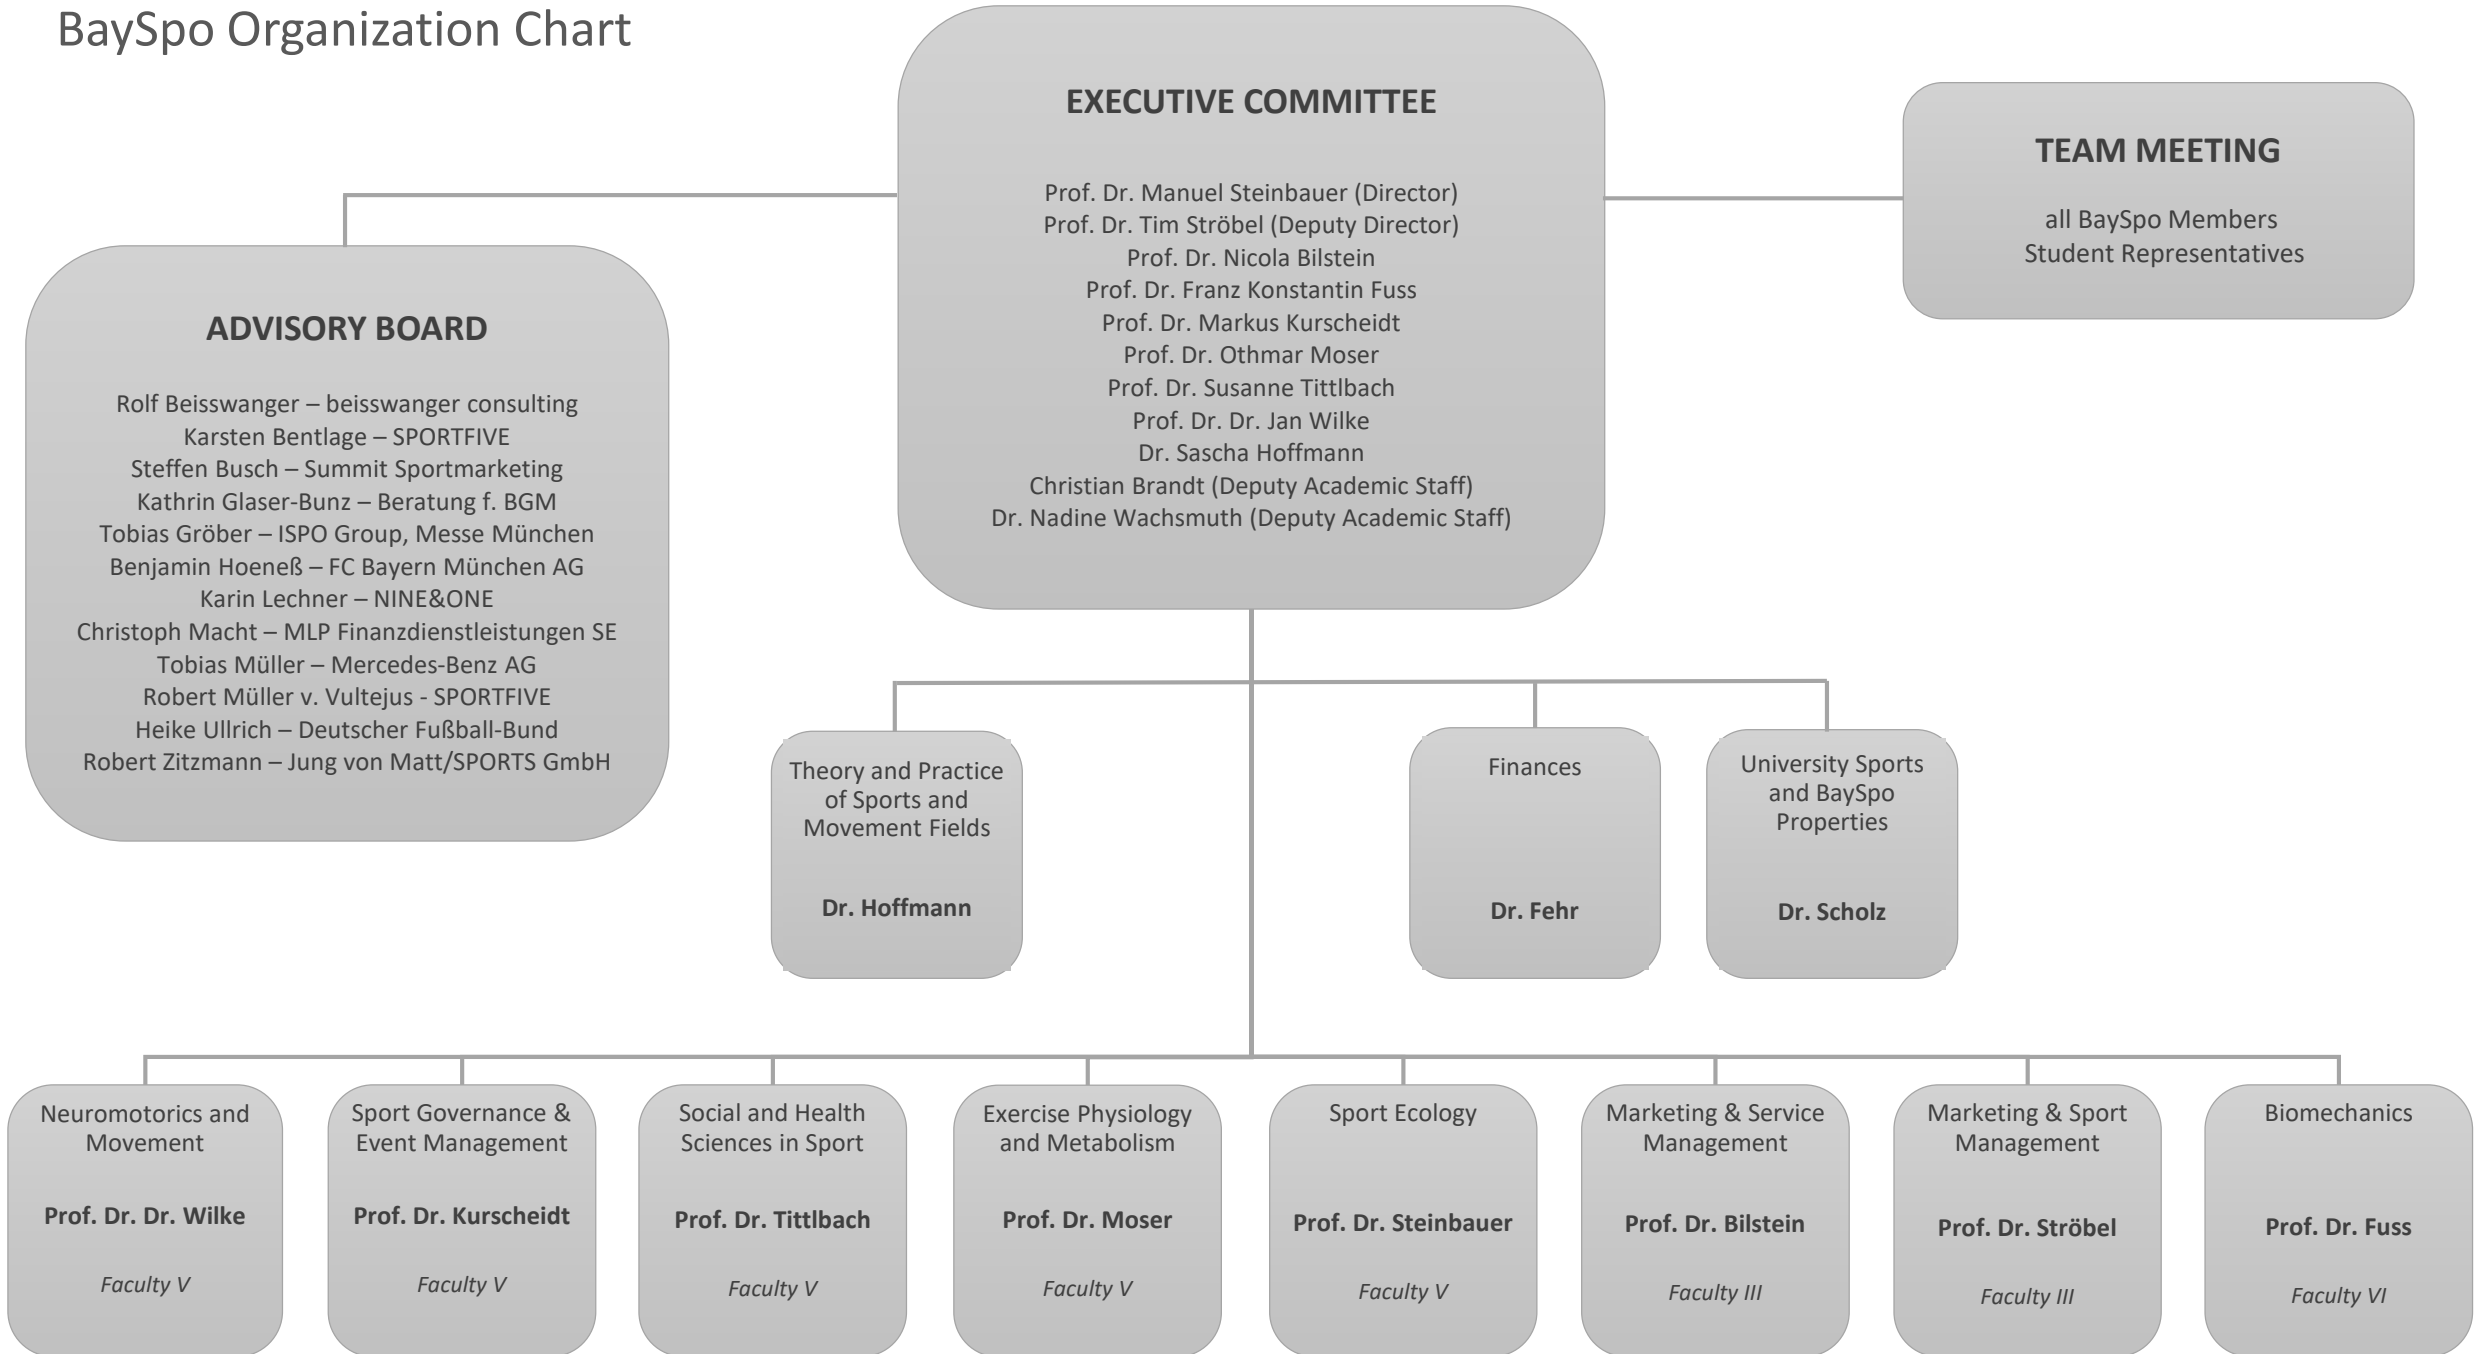 BaySpo Organization Chart
EXECUTIVE COMMITTEE
Prof. Dr. Manuel Steinbauer (Director)
Prof. Dr. Tim Ströbel (Deputy Director)
Prof. Dr. Nicola Bilstein
Prof. Dr. Franz Konstantin Fuss
Prof. Dr. Markus Kurscheidt
Prof. Dr. Othmar Moser
Prof. Dr. Susanne Tittlbach
Prof. Dr. Dr. Jan Wilke
Dr. Sascha Hoffmann
Christian Brandt (Deputy Academic Staff)
Dr. Nadine Wachsmuth (Deputy Academic Staff)
TEAM MEETING
all BaySpo Members
Student Representatives
ADVISORY BOARD
Rolf Beisswanger – beisswanger consulting
Karsten Bentlage – SPORTFIVE
Steffen Busch – Summit Sportmarketing
Kathrin Glaser-Bunz – Beratung f. BGM
Tobias Gröber – ISPO Group, Messe München
Benjamin Hoeneß – FC Bayern München AG
Karin Lechner – NINE&ONE
Christoph Macht – MLP Finanzdienstleistungen SE
Tobias Müller – Mercedes-Benz AG
Robert Müller v. Vultejus - SPORTFIVE
Heike Ullrich – Deutscher Fußball-Bund
Robert Zitzmann – Jung von Matt/SPORTS GmbH
Theory and Practice
of Sports and
Movement Fields
Dr. Hoffmann
Finances
Dr. Fehr
University Sports
and BaySpo
Properties
Dr. Scholz
Neuromotorics and
Movement
Prof. Dr. Dr. Wilke
Faculty V
Sport Governance &
Event Management
Prof. Dr. Kurscheidt
Faculty V
Social and Health
Sciences in Sport
Prof. Dr. Tittlbach
Faculty V
Exercise Physiology
and Metabolism
Prof. Dr. Moser
Faculty V
Sport Ecology
Prof. Dr. Steinbauer
Faculty V
Marketing & Service
Management
Prof. Dr. Bilstein
Faculty III
Marketing & Sport
Management
Prof. Dr. Ströbel
Faculty III
Biomechanics
Prof. Dr. Fuss
Faculty VI